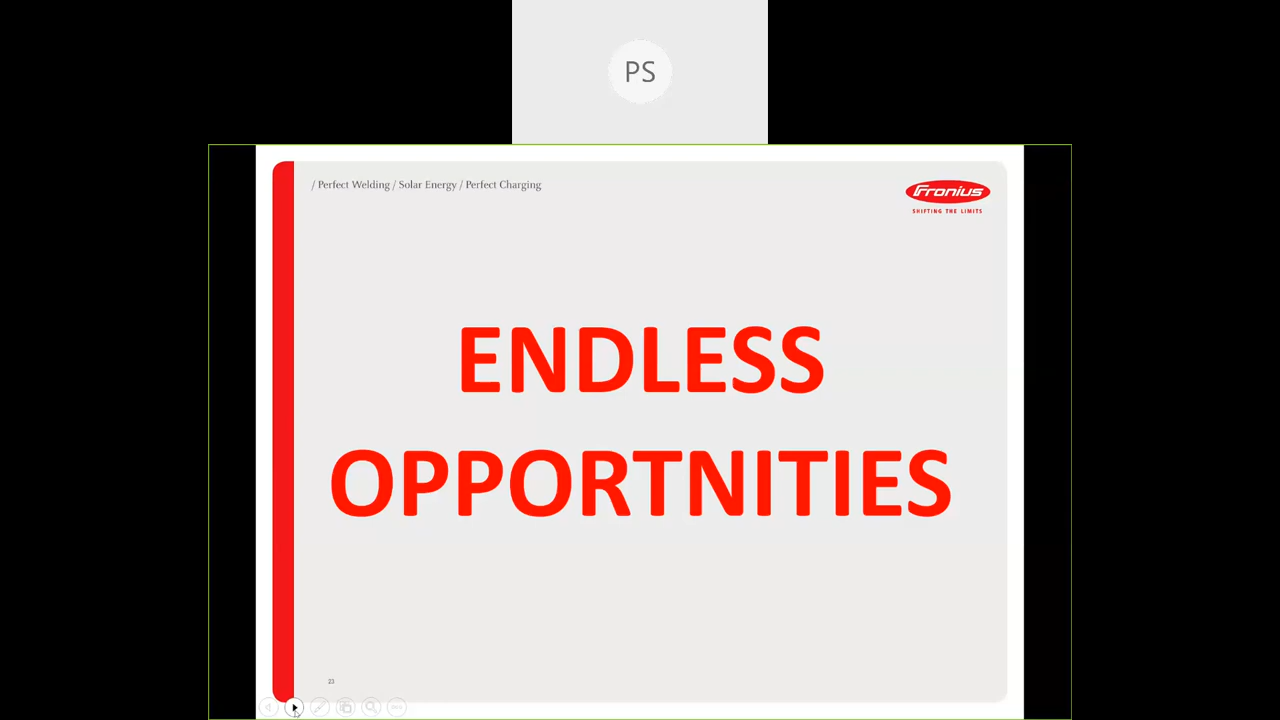 PS
/ Perfect Welding / Solar Energy / Perfect Charging
Fronius
SHIFTING THE LIMITS
ENDLESS
OPPORTNITIES
23